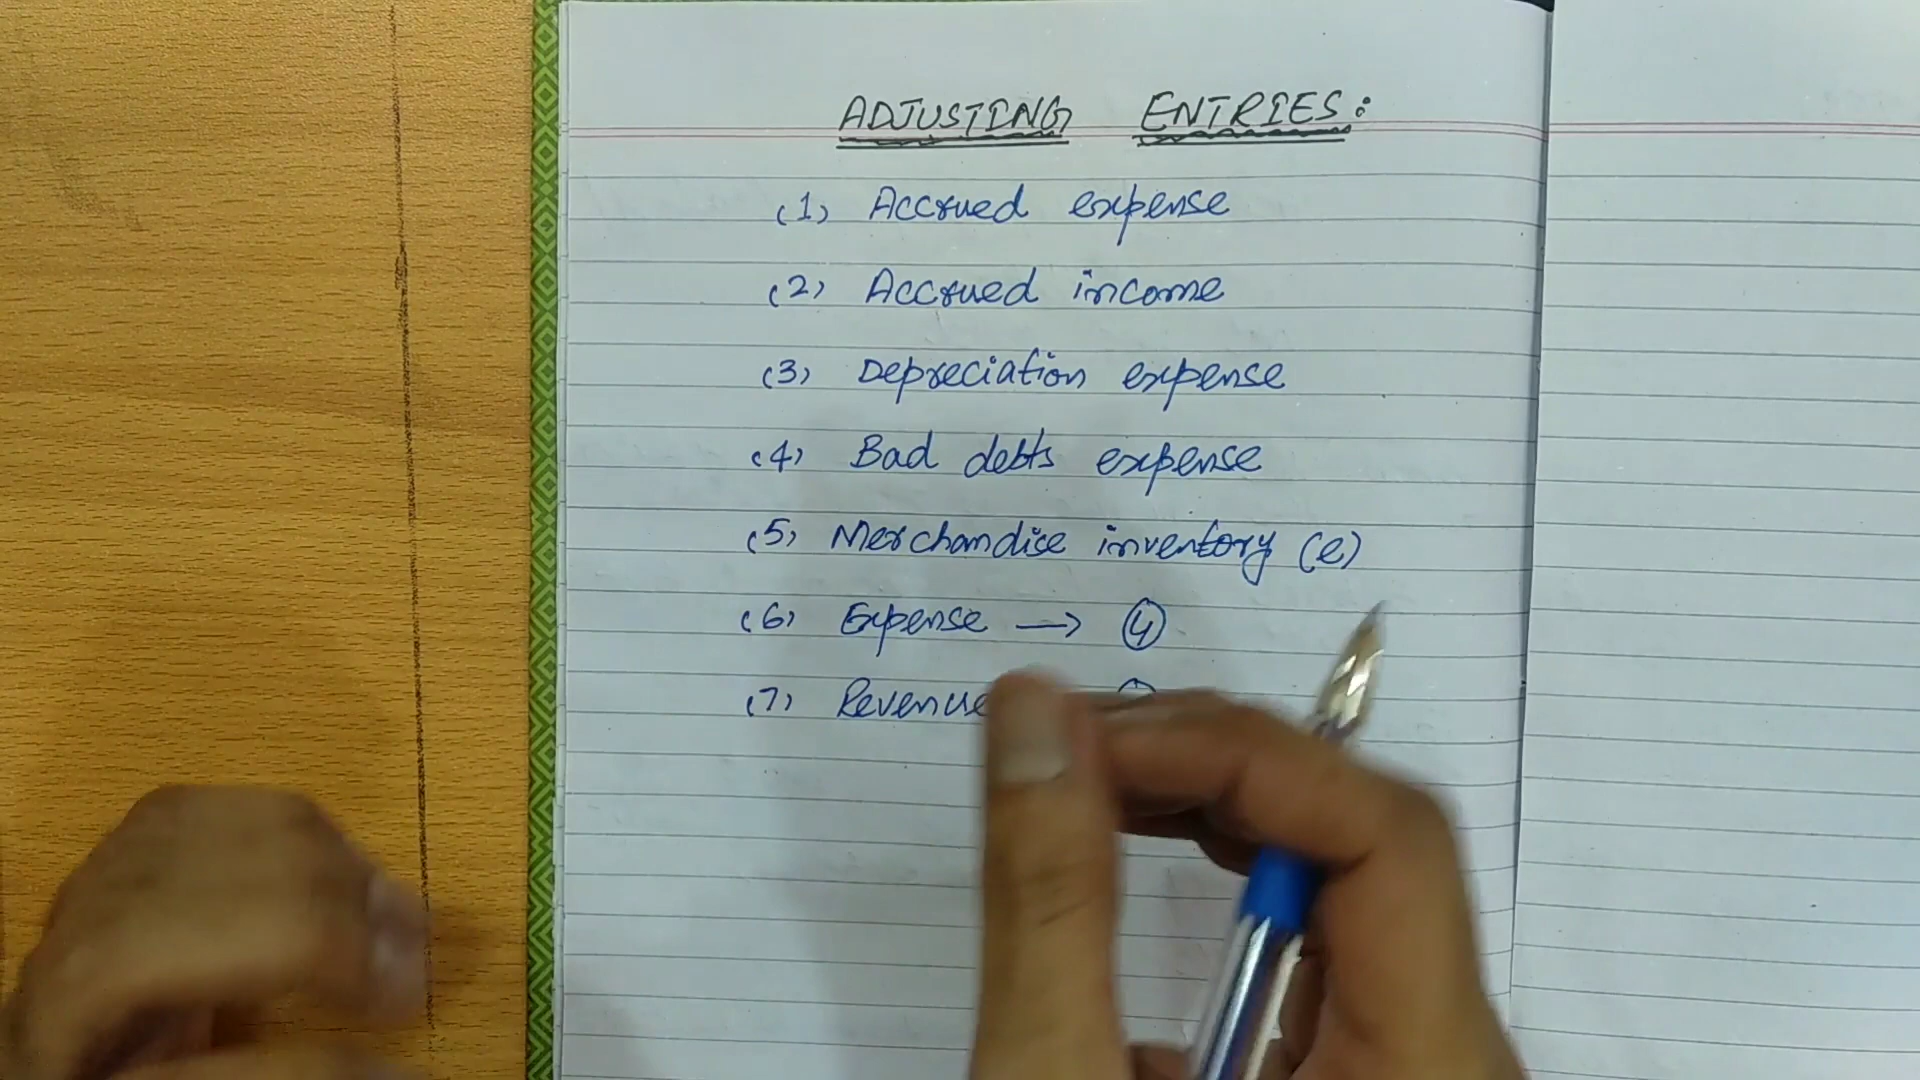 ADJUSTING ENTRIES:
(1) Accrued expense
(2) Accrued income
(3) Depreciation expense
(4) Bad debts expense
(5) Merchandise inventory (e)
(6) Expense → 4
(7) Revenue